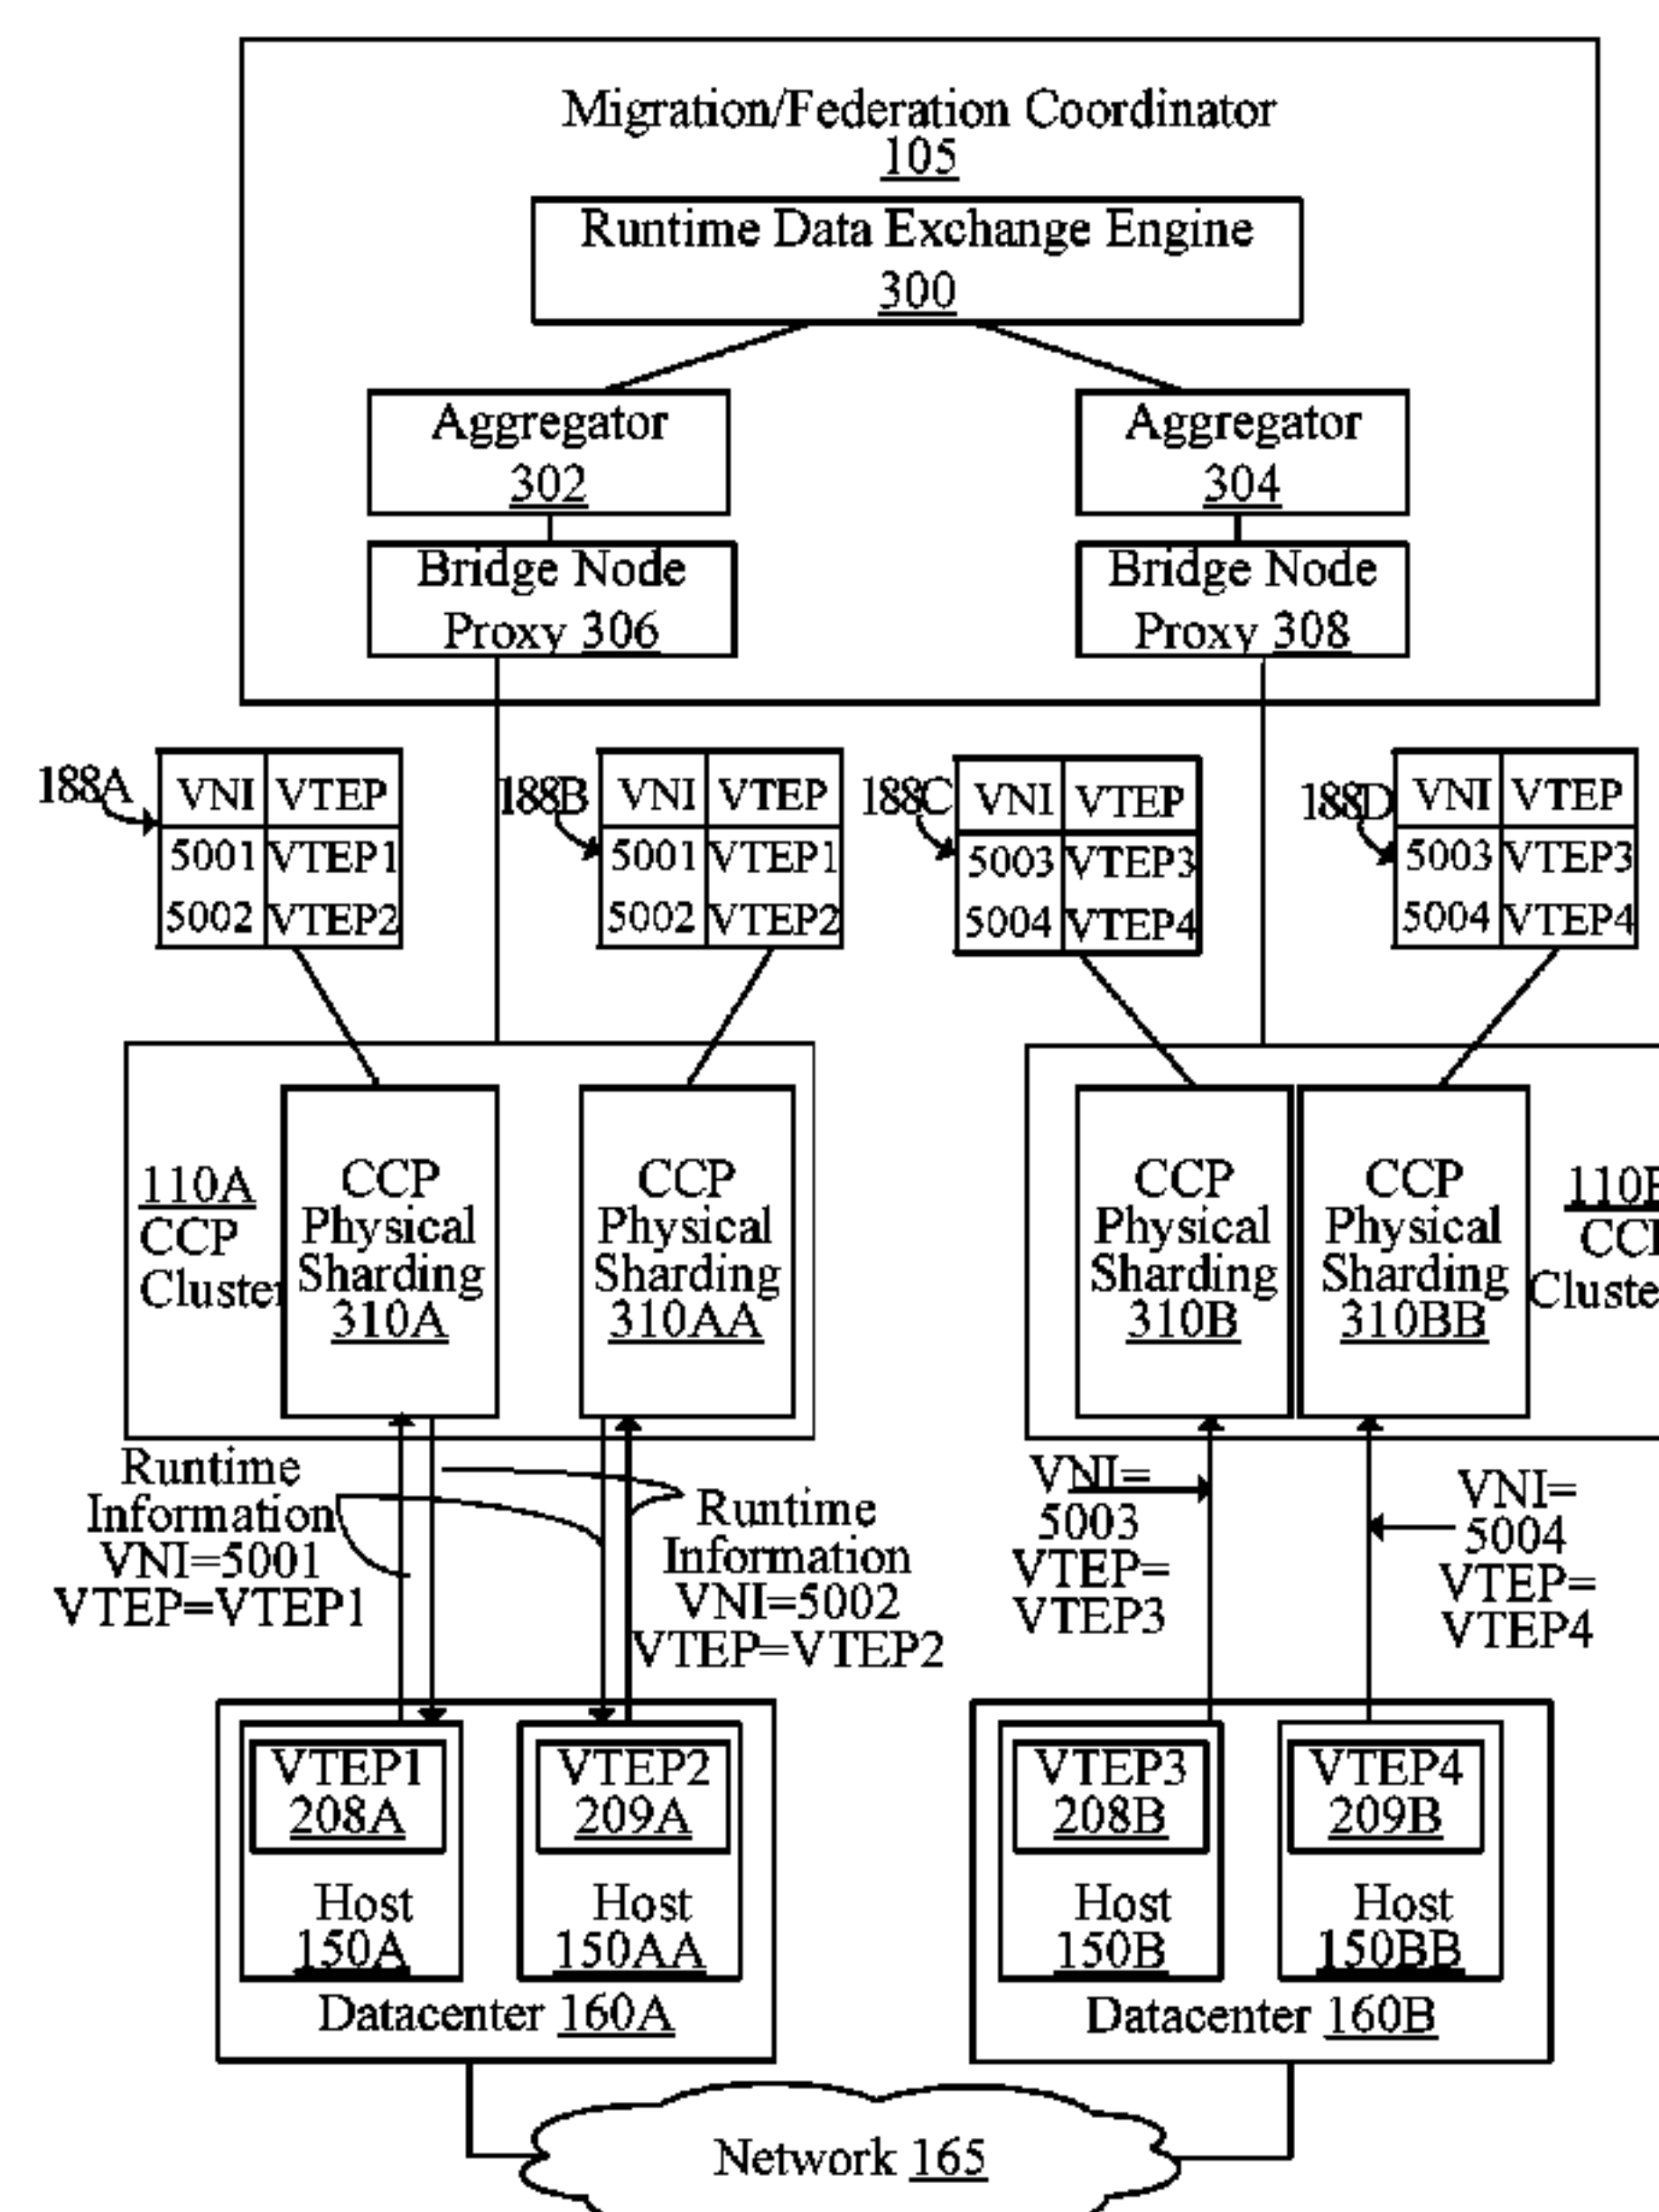 Migration/Federation Coordinator
105
Runtime Data Exchange Engine
300
Aggregator
302
Aggregator
304
Bridge Node
Proxy 306
Bridge Node
Proxy 308
188A
VNI VTEP
5001 VTEP1
5002 VTEP2
188B
VNI VTEP
5001 VTEP1
5002 VTEP2
188C
VNI VTEP
5003 VTEP3
5004 VTEP4
188D
VNI VTEP
5003 VTEP3
5004 VTEP4
110A
CCP
Cluster
CCP
Physical
Sharding
310A
CCP
Physical
Sharding
310AA
CCP
Physical
Sharding
310B
CCP
Physical
Sharding
310BB
Runtime
Information
VNI=5001
VTEP=VTEP1
Runtime
Information
VNI=5002
VTEP=VTEP2
VNI=
5003
VTEP=
VTEP3
VNI=
5004
VTEP=
VTEP4
VTEP1
208A
Host
150A
VTEP2
209A
Host
150AA
Datacenter 160A
VTEP3
208B
Host
150B
VTEP4
209B
Host
150BB
Datacenter 160B
Network 165